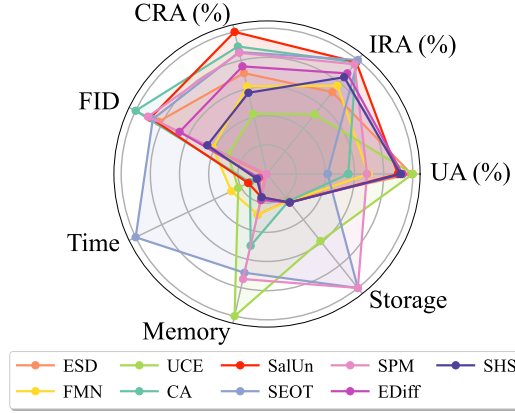 CRA (%)
IRA (%)
FID
UA (%)
Time
Storage
Memory
ESD UCE SalUn SPM SHS
FMN CA SEOT EDiff